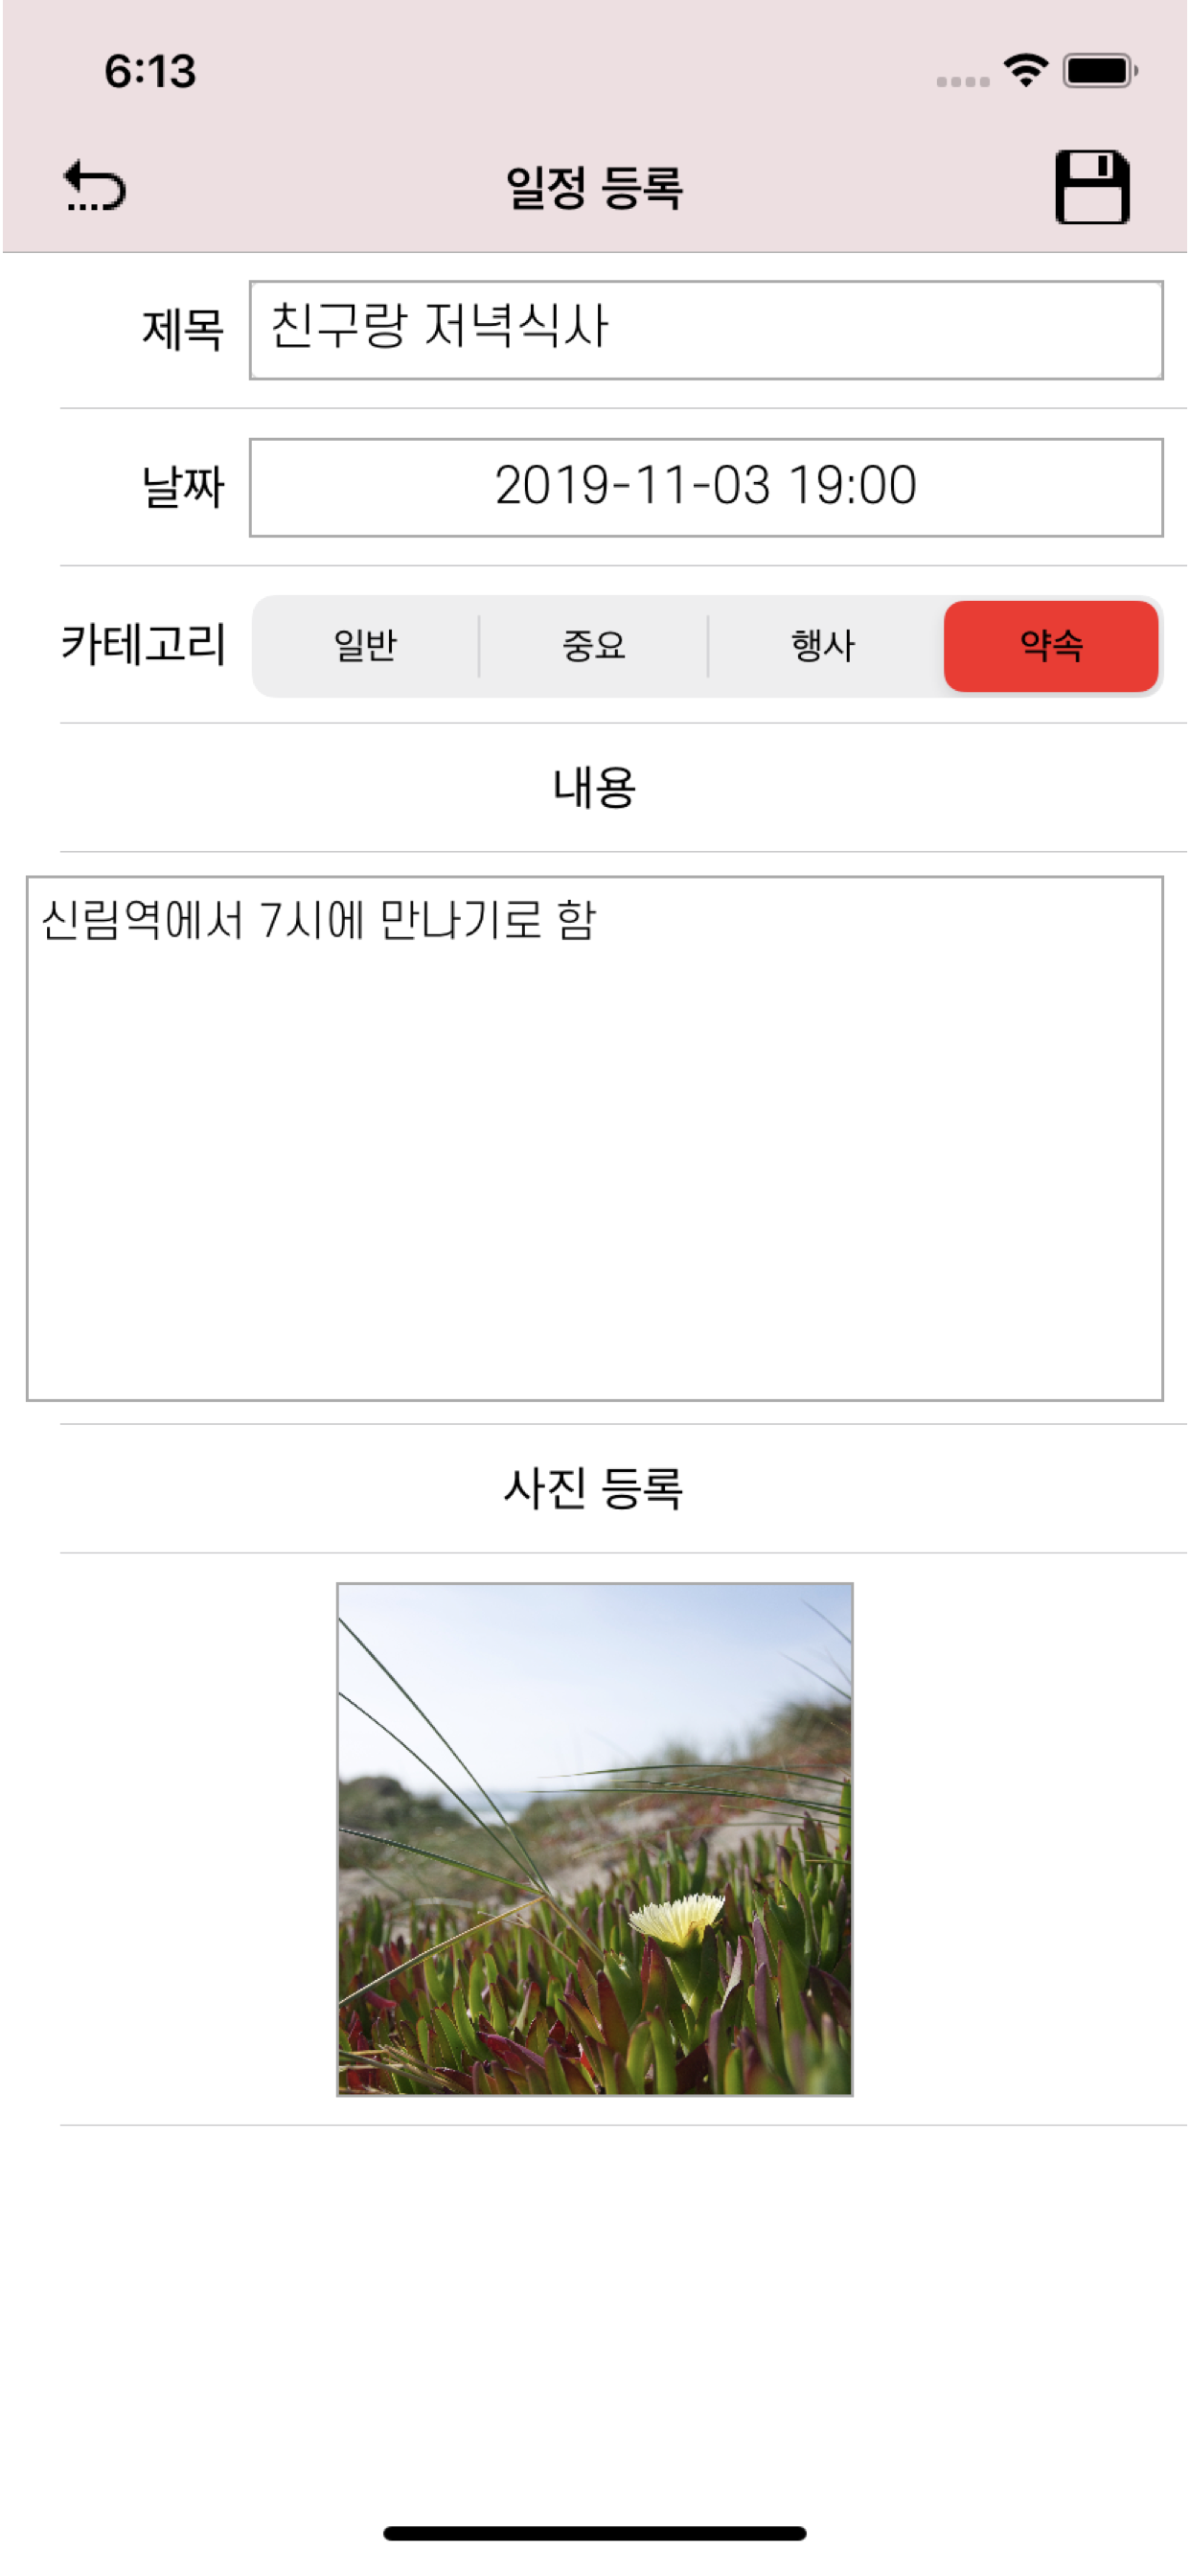 6:13
일정 등록
제목 친구랑 저녁식사
날짜 2019-11-03 19:00
카테고리 일반 중요 행사 약속
내용
신림역에서 7시에 만나기로 함
사진 등록